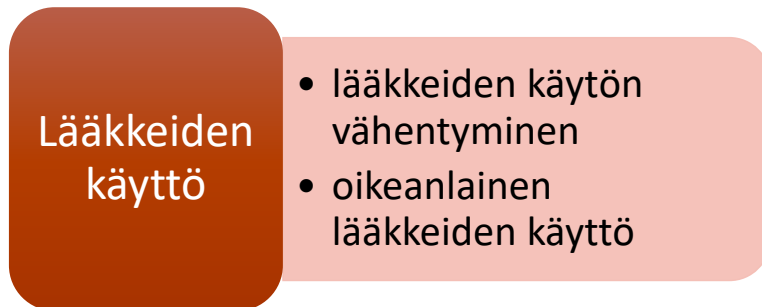 Lääkkeiden
käyttö
• lääkkeiden käytön
vähentyminen
• oikeanlainen
lääkkeiden käyttö